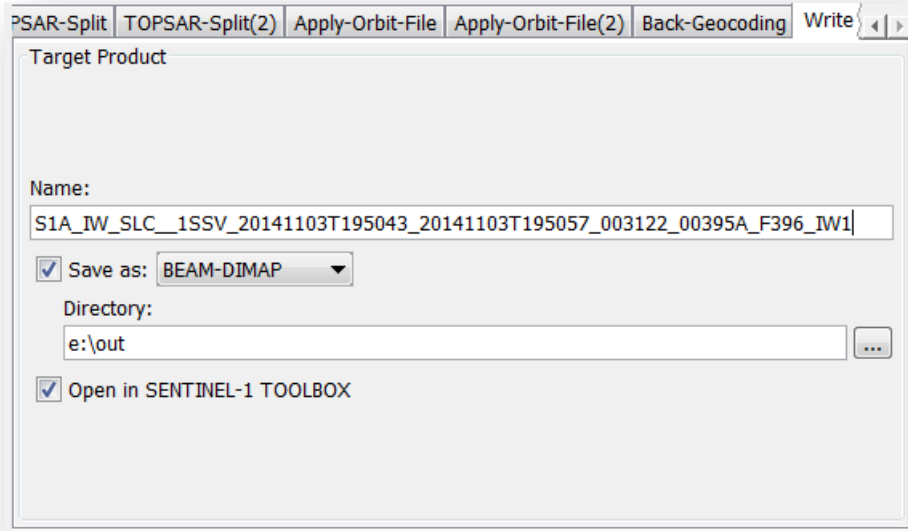 PSAR-Split TOPSAR-Split(2) Apply-Orbit-File Apply-Orbit-File(2) Back-Geocoding Write
Target Product
Name:
S1A_IW_SLC__1SSV_20141103T195043_20141103T195057_003122_00395A_F396_IW1
Save as: BEAM-DIMAP
Directory:
e:\out
...
Open in SENTINEL-1 TOOLBOX